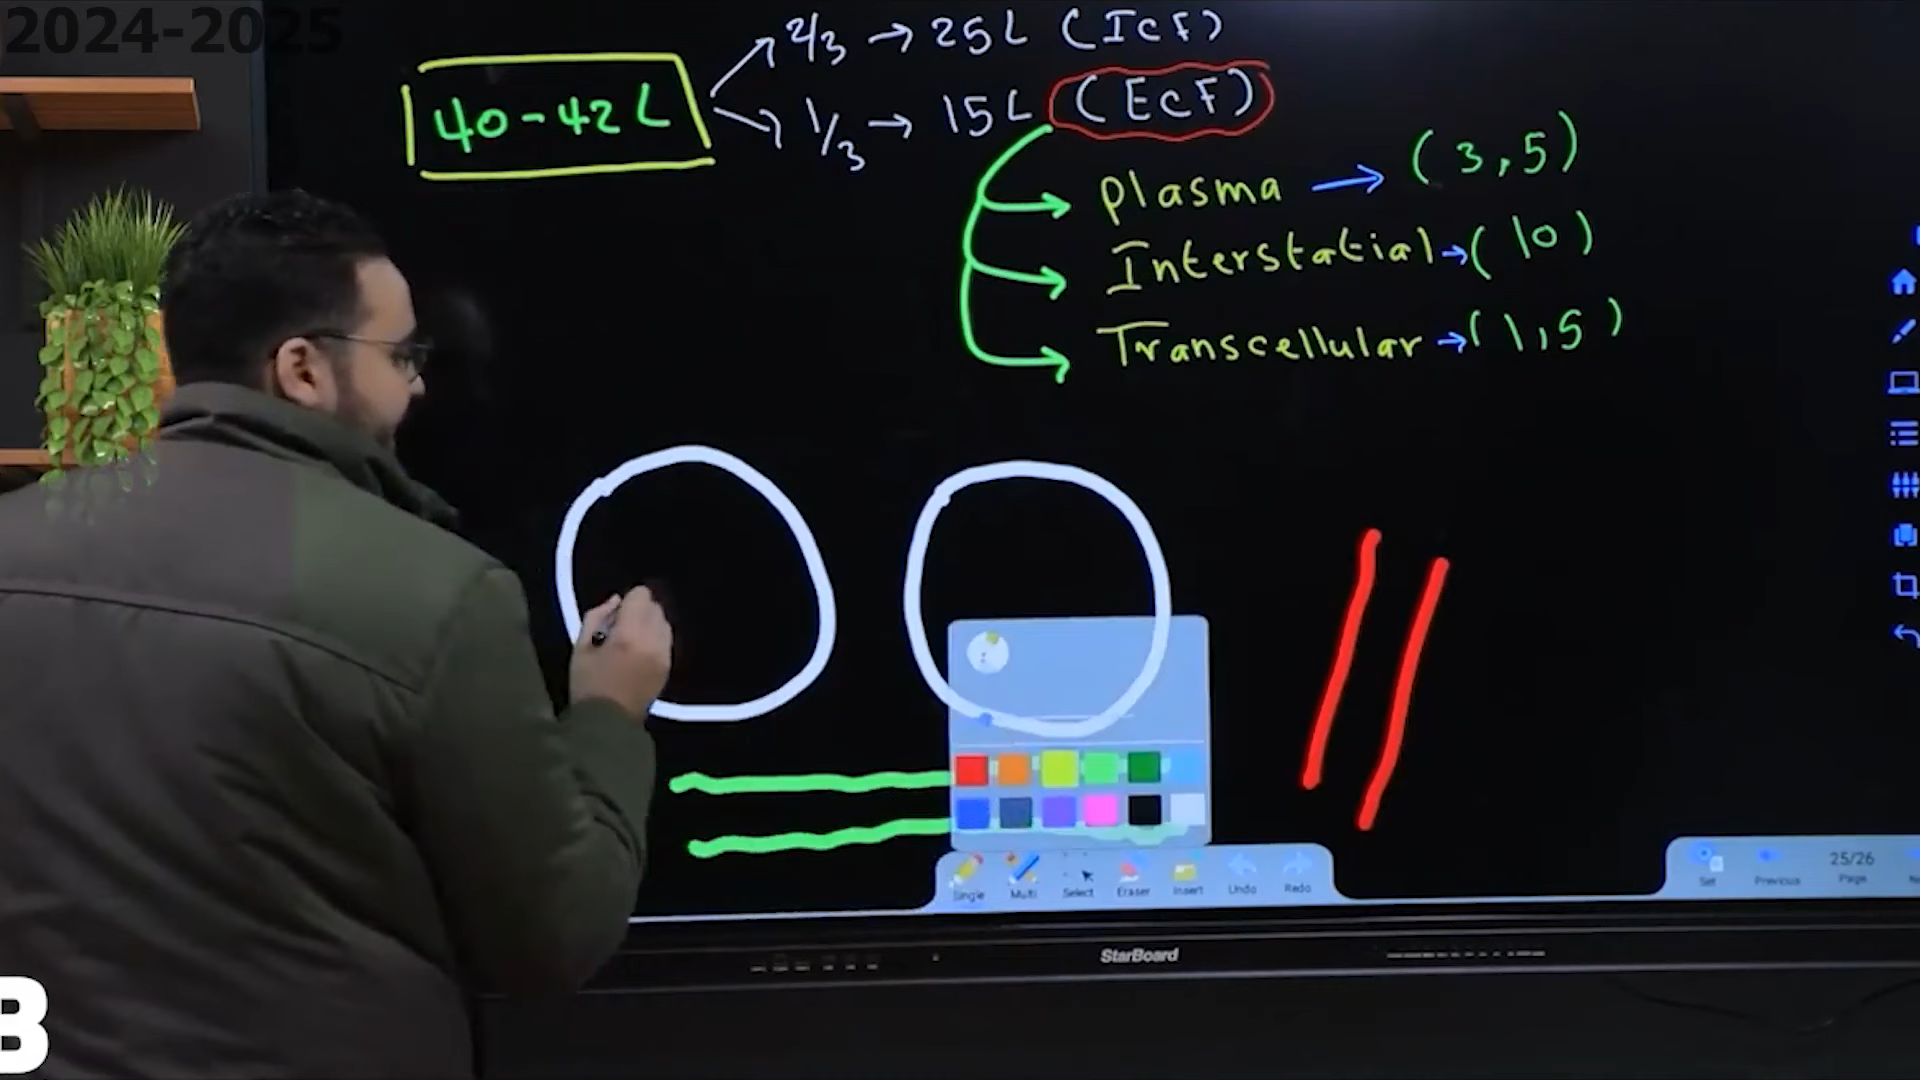 2024-2025
2/3 → 25L (IcF)
40-42L
1/3 → 15L (EcF)
plasma → (3,5)
Interstatial → (10)
Transcellular → (1,5)
Single Multi Select Eraser Insert Undo Redo
Set Previous 25/26 Page
StarBoard
B